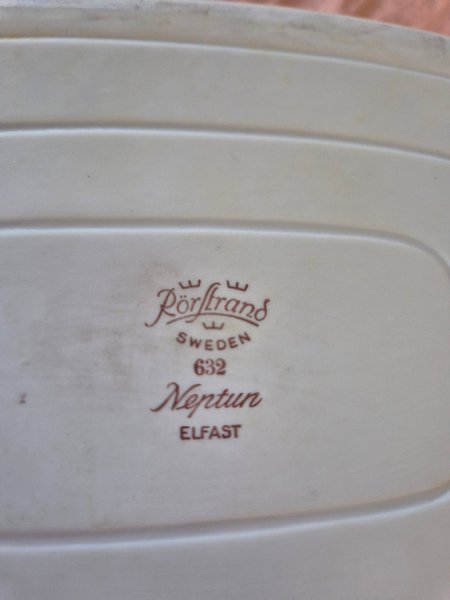 Rörstrand
SWEDEN
632
Neptun
ELFAST